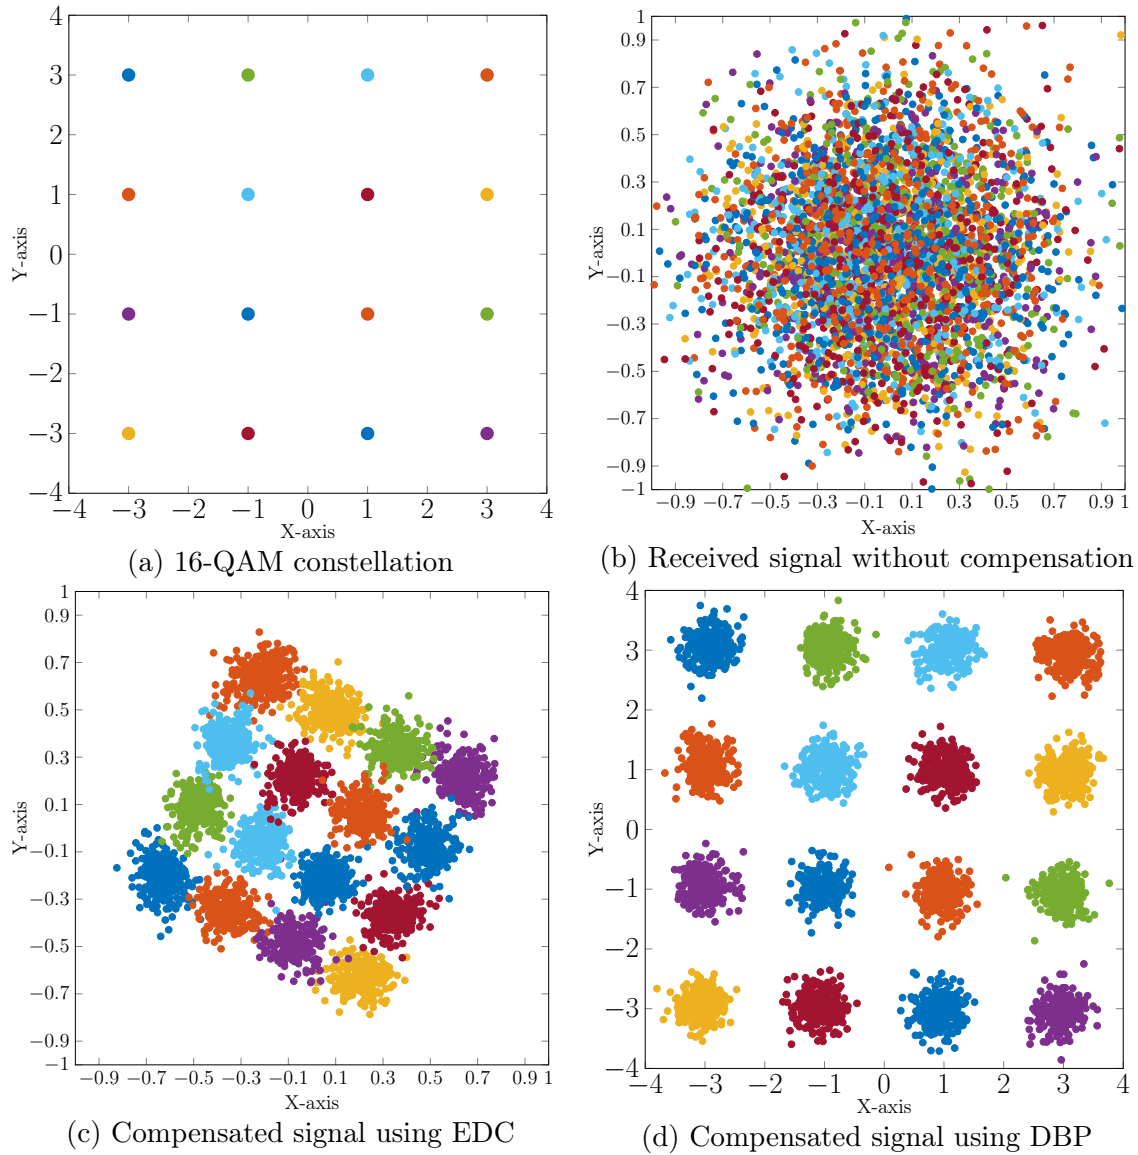 4
3
2
1
0
−1
−2
−3
−4
Y-axis
−4 −3 −2 −1 0 1 2 3 4
X-axis
(a) 16-QAM constellation
1
0.9
0.7
0.5
0.3
0.1
−0.1
−0.3
−0.5
−0.7
−0.9
−1
Y-axis
−0.9 −0.7 −0.5 −0.3 −0.1 0.1 0.3 0.5 0.7 0.9 1
X-axis
(b) Received signal without compensation
1
0.9
0.7
0.5
0.3
0.1
−0.1
−0.3
−0.5
−0.7
−0.9
−1
Y-axis
−0.9 −0.7 −0.5 −0.3 −0.1 0.1 0.3 0.5 0.7 0.9 1
X-axis
(c) Compensated signal using EDC
4
3
2
1
0
−1
−2
−3
−4
Y-axis
−4 −3 −2 −1 0 1 2 3 4
X-axis
(d) Compensated signal using DBP